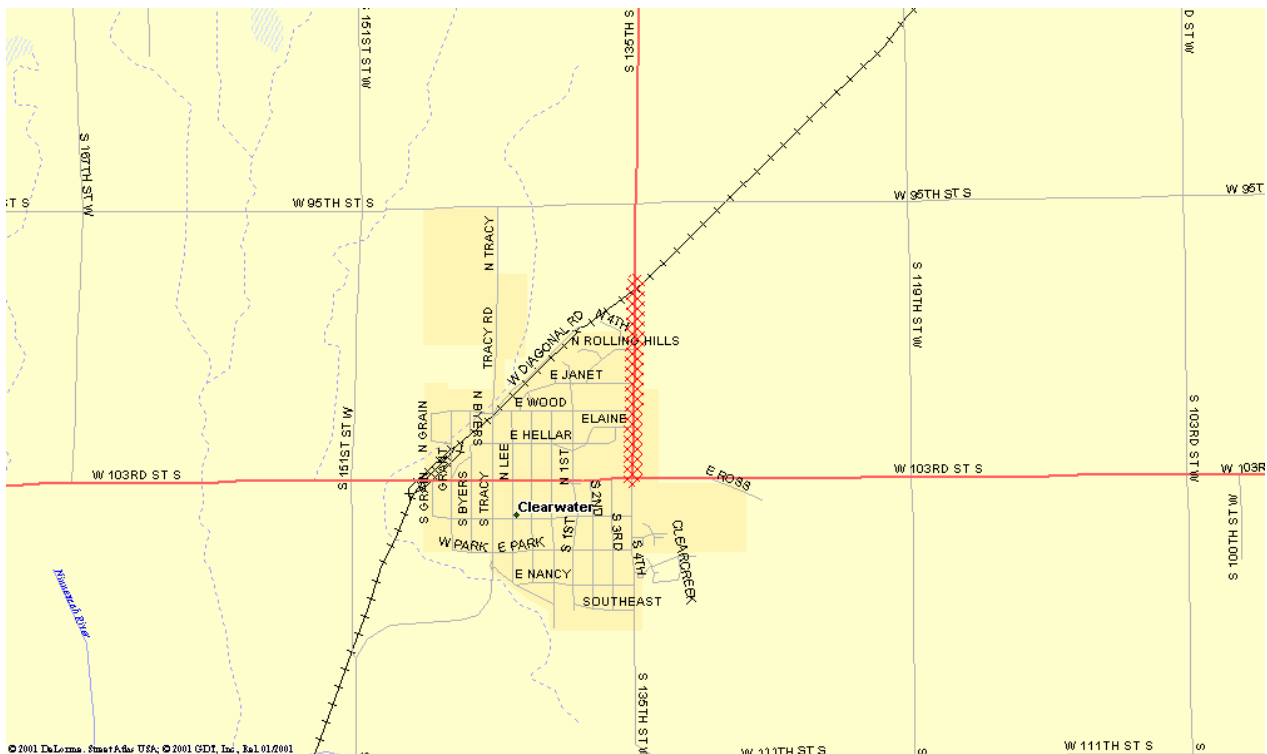 S 151ST ST W
S 135TH S
D ST W
S 167TH ST W
ST S
W 95TH ST S
W 95TH ST S
W 95T
N TRACY
S 119TH ST W
TRACY RD
W DIAGONAL RD
N 4TH
N ROLLING HILLS
E JANET
N BYERS
E WOOD
ELAINE
N GRAIN
S 151ST ST W
S 103RD ST W
E HELLAR
GRANT
N LEE
N 1ST
W 103RD ST S
E ROSS
W 103RD ST S
W 103R
S GRAIN
S BYERS
S TRACY
S 2ND
Clearwater
S 1ST
S 3RD
S 4TH
CLEARCREEK
W PARK
E PARK
E NANCY
SOUTHEAST
S 100TH ST W
Ninnescah River
S 135TH ST W
W 111TH ST S
W 111TH ST S
S
S
© 2001 DeLorme. Street Atlas USA; © 2001 GDT, Inc., Rel. 01/2001